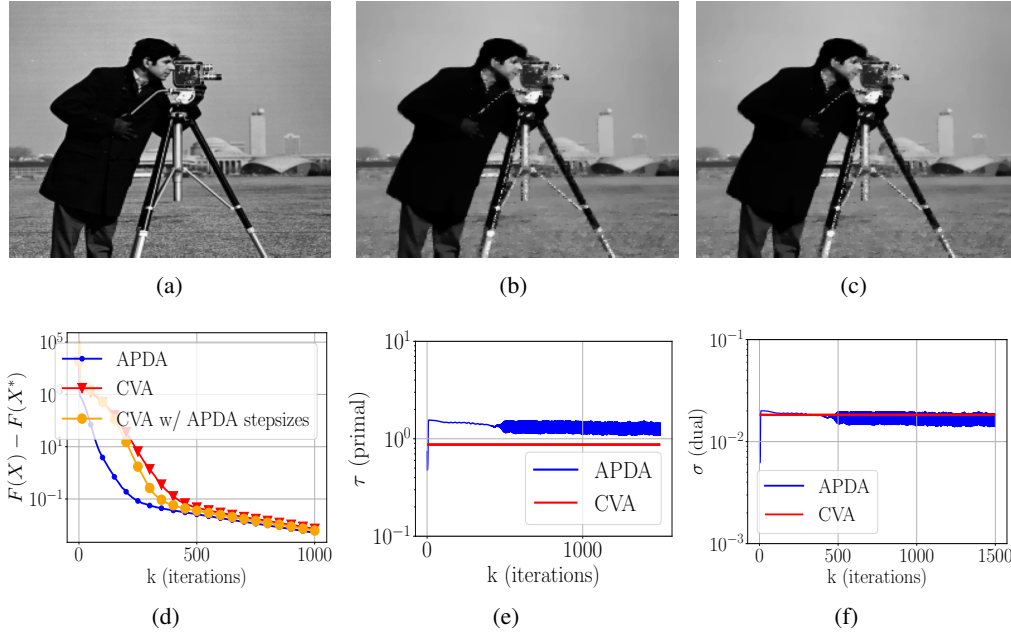 (a)
(b)
(c)
10^5
10^1
10^-1
F(X) − F(X*)
APDA
CVA
CVA w/ APDA stepsizes
0
500
1000
k (iterations)
(d)
10^1
10^0
10^-1
τ (primal)
APDA
CVA
0
1000
k (iterations)
(e)
10^-1
10^-2
10^-3
σ (dual)
APDA
CVA
0
500
1000
1500
k (iterations)
(f)